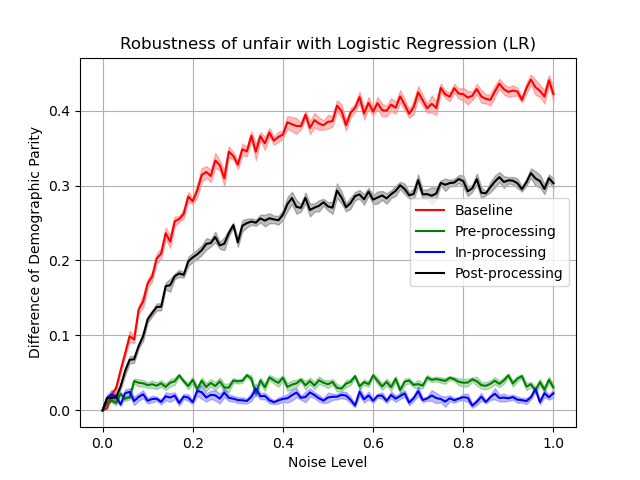 Robustness of unfair with Logistic Regression (LR)
Difference of Demographic Parity
0.4
0.3
0.2
0.1
0.0
Baseline
Pre-processing
In-processing
Post-processing
0.0 0.2 0.4 0.6 0.8 1.0
Noise Level